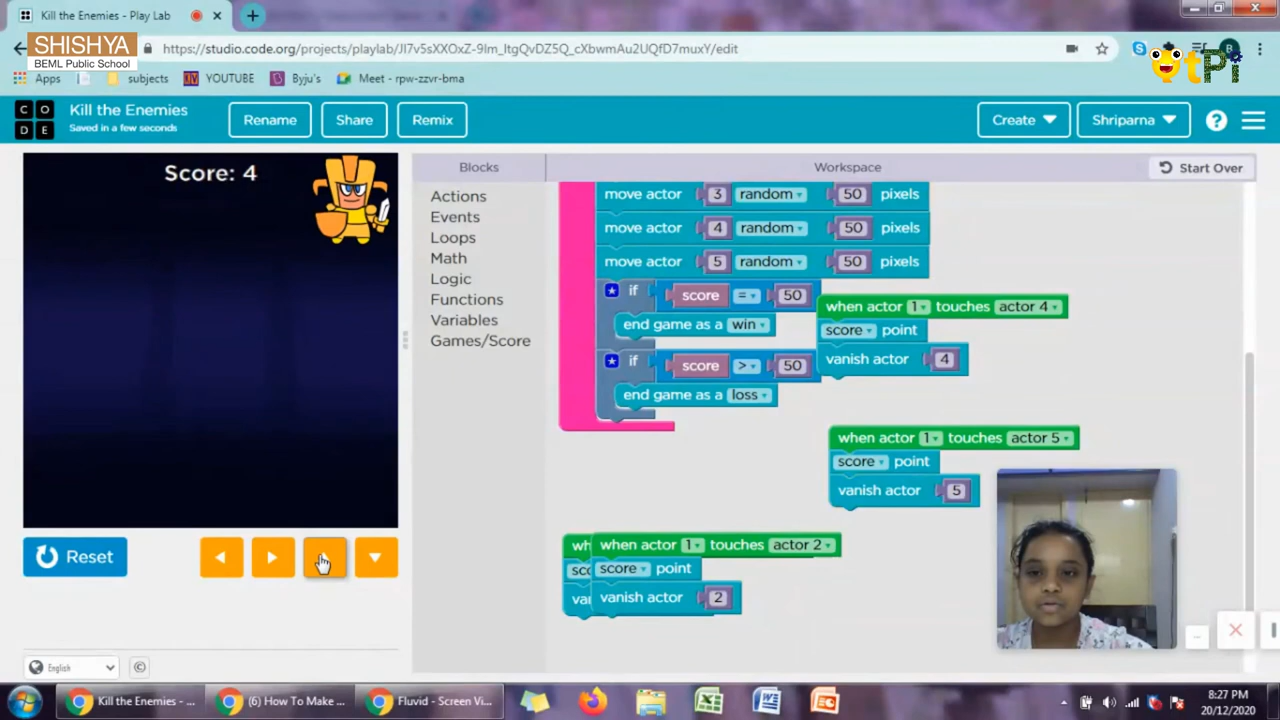 Kill the Enemies - Play Lab
SHISHYA
BEML Public School
https://studio.code.org/projects/playlab/
Apps
subjects
YOUTUBE
Byju's
Meet - rpw-zzvr-bma
tPi
C O
D E
Kill the Enemies
Saved in a few seconds
Rename
Share
Remix
Create
Shriparna
?
Score: 4
Blocks
Workspace
Start Over
Actions
Events
Loops
Math
Logic
Functions
Variables
Games/Score
move actor 3 random 50 pixels
move actor 4 random 50 pixels
move actor 5 random 50 pixels
if score = 50
end game as a win
if score > 50
end game as a loss
when actor 1 touches actor 4
score point
vanish actor 4
when actor 1 touches actor 5
score point
vanish actor 5
wh when actor 1 touches actor 2
sco score point
va vanish actor 2
Reset
English
©
Kill the Enemies - ...
(6) How To Make ...
Fluvid - Screen Vi...
8:27 PM
20/12/2020